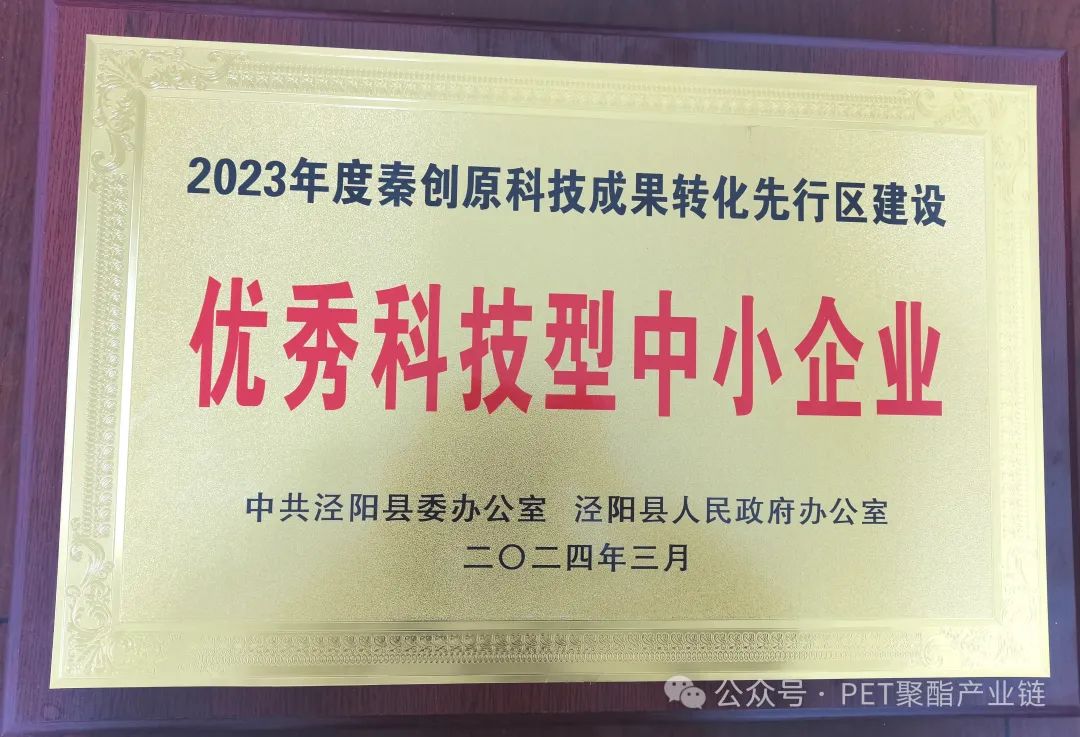 2023年度秦创原科技成果转化先行区建设
优秀科技型中小企业
中共泾阳县委办公室 泾阳县人民政府办公室
二〇二四年三月
公众号·PET聚酯产业链